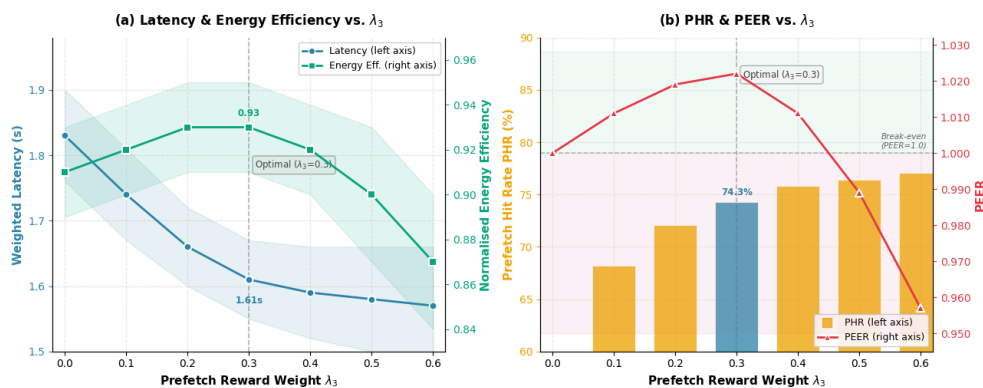 (a) Latency & Energy Efficiency vs. λ₃
Latency (left axis)
Energy Eff. (right axis)
0.93
Optimal (λ₃=0.3)
1.61s
Weighted Latency (s)
1.9
1.8
1.7
1.6
1.5
Normalised Energy Efficiency
0.96
0.94
0.92
0.90
0.88
0.86
0.84
0.0 0.1 0.2 0.3 0.4 0.5 0.6
Prefetch Reward Weight λ₃
(b) PHR & PEER vs. λ₃
Optimal (λ₃=0.3)
Break-even
(PEER=1.0)
74.3%
PHR (left axis)
PEER (right axis)
Prefetch Hit Rate PHR (%)
90
85
80
75
70
65
60
PEER
1.030
1.020
1.010
1.000
0.990
0.980
0.970
0.960
0.950
0.0 0.1 0.2 0.3 0.4 0.5 0.6
Prefetch Reward Weight λ₃